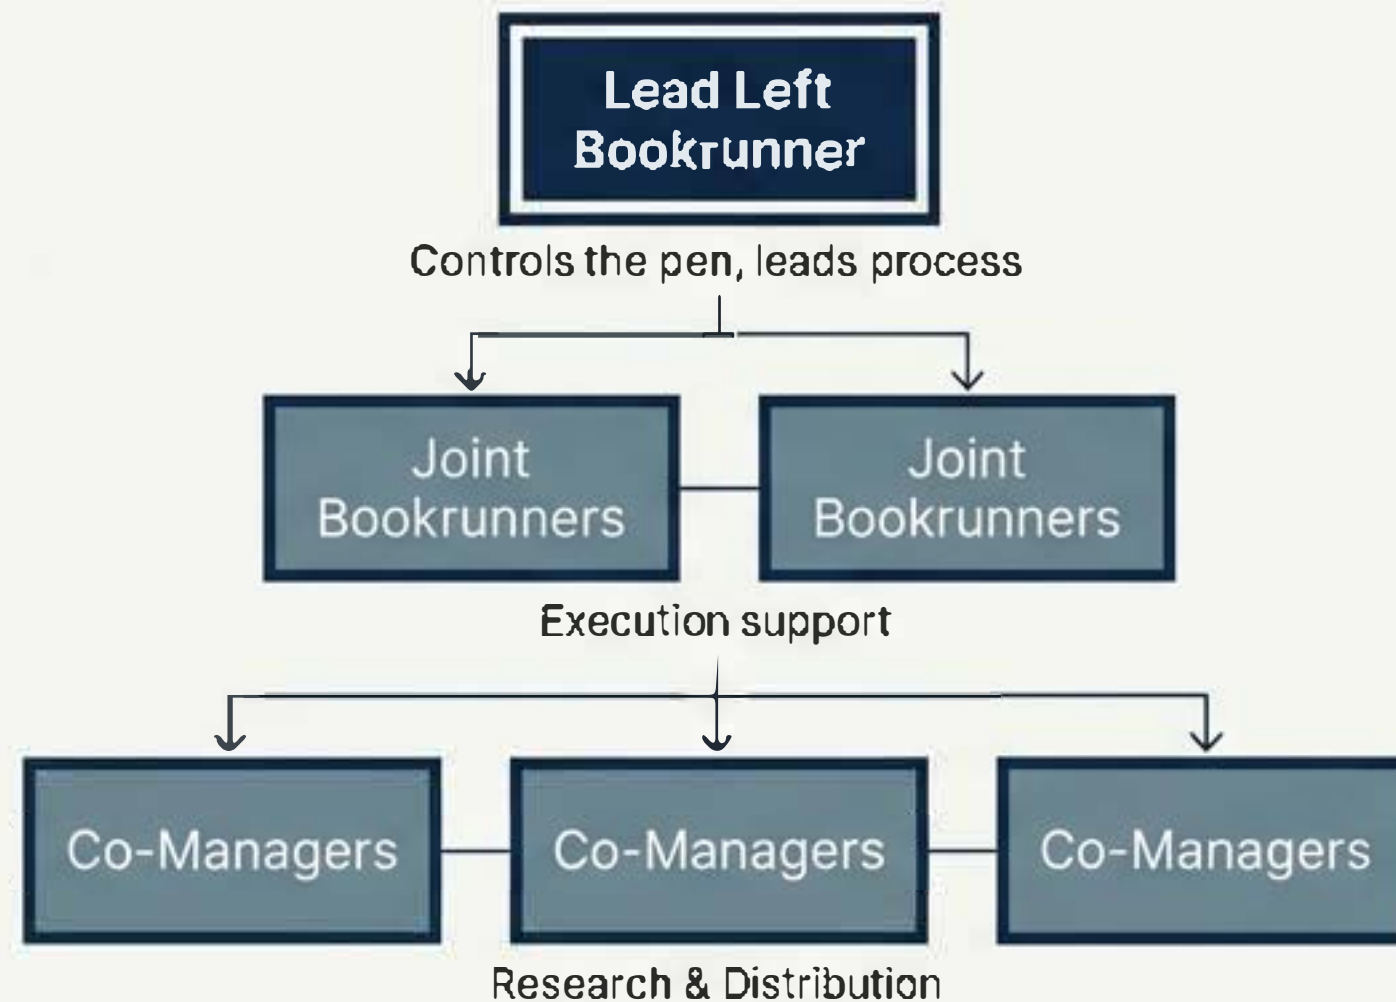 Lead Left
Bookrunner
Controls the pen, leads process
Joint
Bookrunners
Joint
Bookrunners
Execution support
Co-Managers
Co-Managers
Co-Managers
Research & Distribution